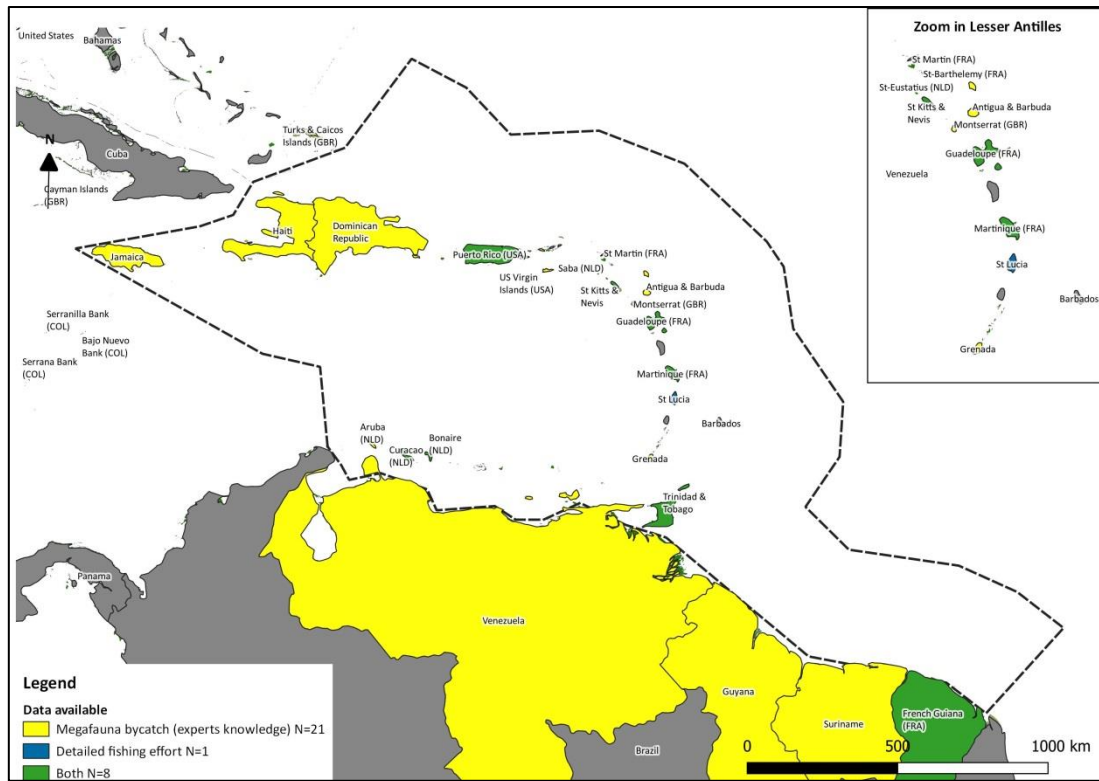 United States
Bahamas
Turks & Caicos
Islands (GBR)
N
Cuba
Cayman Islands
(GBR)
Haiti
Dominican
Republic
Jamaica
Puerto Rico (USA)
US Virgin
Islands (USA)
Saba (NLD)
St Martin (FRA)
St Kitts &
Nevis
Antigua & Barbuda
Montserrat (GBR)
Guadeloupe (FRA)
Serranilla Bank
(COL)
Bajo Nuevo
Bank (COL)
Serrana Bank
(COL)
Martinique (FRA)
St Lucia
Barbados
Grenada
Aruba
(NLD)
Curacao
(NLD)
Bonaire
(NLD)
Trinidad &
Tobago
Panama
Venezuela
Guyana
Suriname
French Guiana
(FRA)
Brazil
Zoom in Lesser Antilles
St Martin (FRA)
St-Barthelemy (FRA)
St-Eustatius (NLD)
St Kitts &
Nevis
Antigua & Barbuda
Montserrat (GBR)
Guadeloupe (FRA)
Venezuela
Martinique (FRA)
St Lucia
Barbados
Grenada
Legend
Data available
Megafauna bycatch (experts knowledge) N=21
Detailed fishing effort N=1
Both N=8
0 500 1000 km